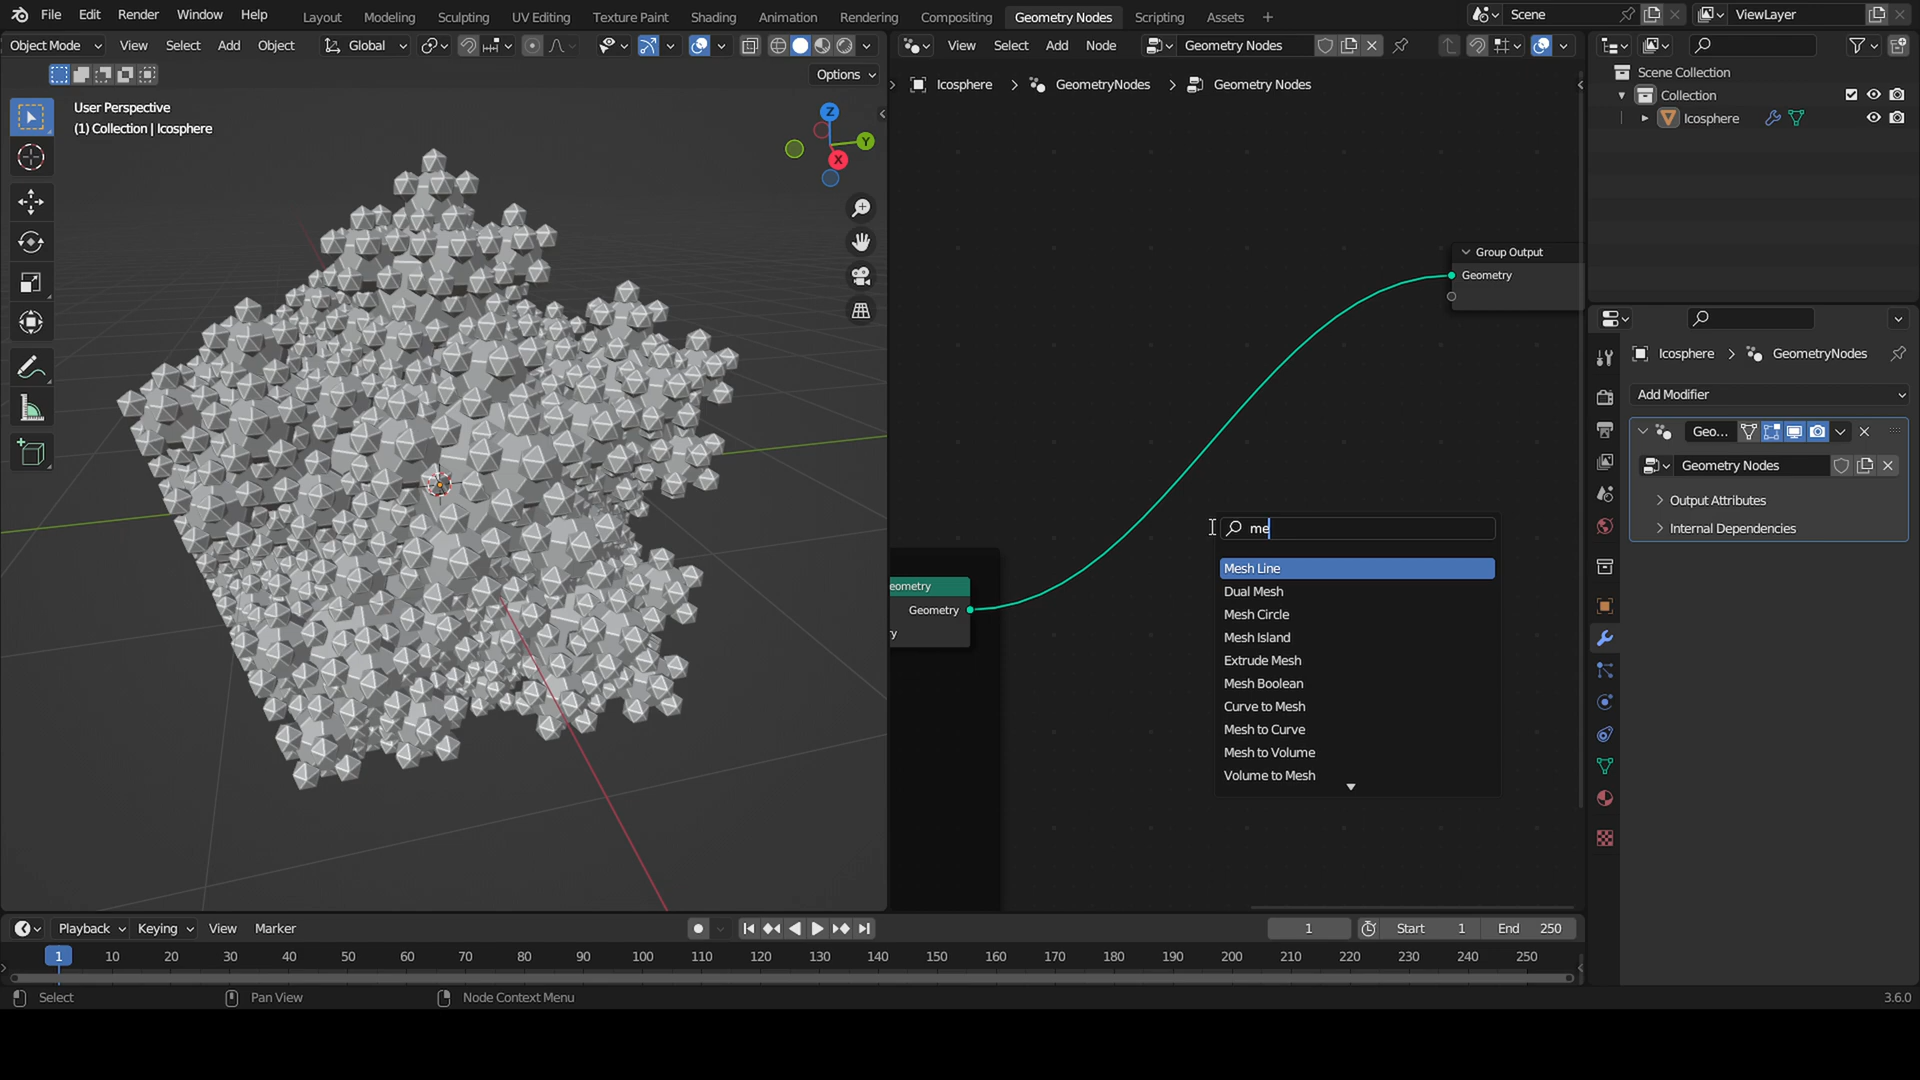 File Edit Render Window Help Layout Modeling Sculpting UV Editing Texture Paint Shading Animation Rendering Compositing Geometry Nodes Scripting Assets + Scene ViewLayer
Object Mode View Select Add Object Global View Select Add Node Geometry Nodes
Options
User Perspective
(1) Collection | Icosphere
Z
Y
X
Icosphere > GeometryNodes > Geometry Nodes
Group Output
Geometry
eometry
Geometry
ry
me
Mesh Line
Dual Mesh
Mesh Circle
Mesh Island
Extrude Mesh
Mesh Boolean
Curve to Mesh
Mesh to Curve
Mesh to Volume
Volume to Mesh
Scene Collection
Collection
Icosphere
Icosphere > GeometryNodes
Add Modifier
Geo...
Geometry Nodes
Output Attributes
Internal Dependencies
Playback Keying View Marker 1 Start 1 End 250
1 10 20 30 40 50 60 70 80 90 100 110 120 130 140 150 160 170 180 190 200 210 220 230 240 250
Select Pan View Node Context Menu 3.6.0